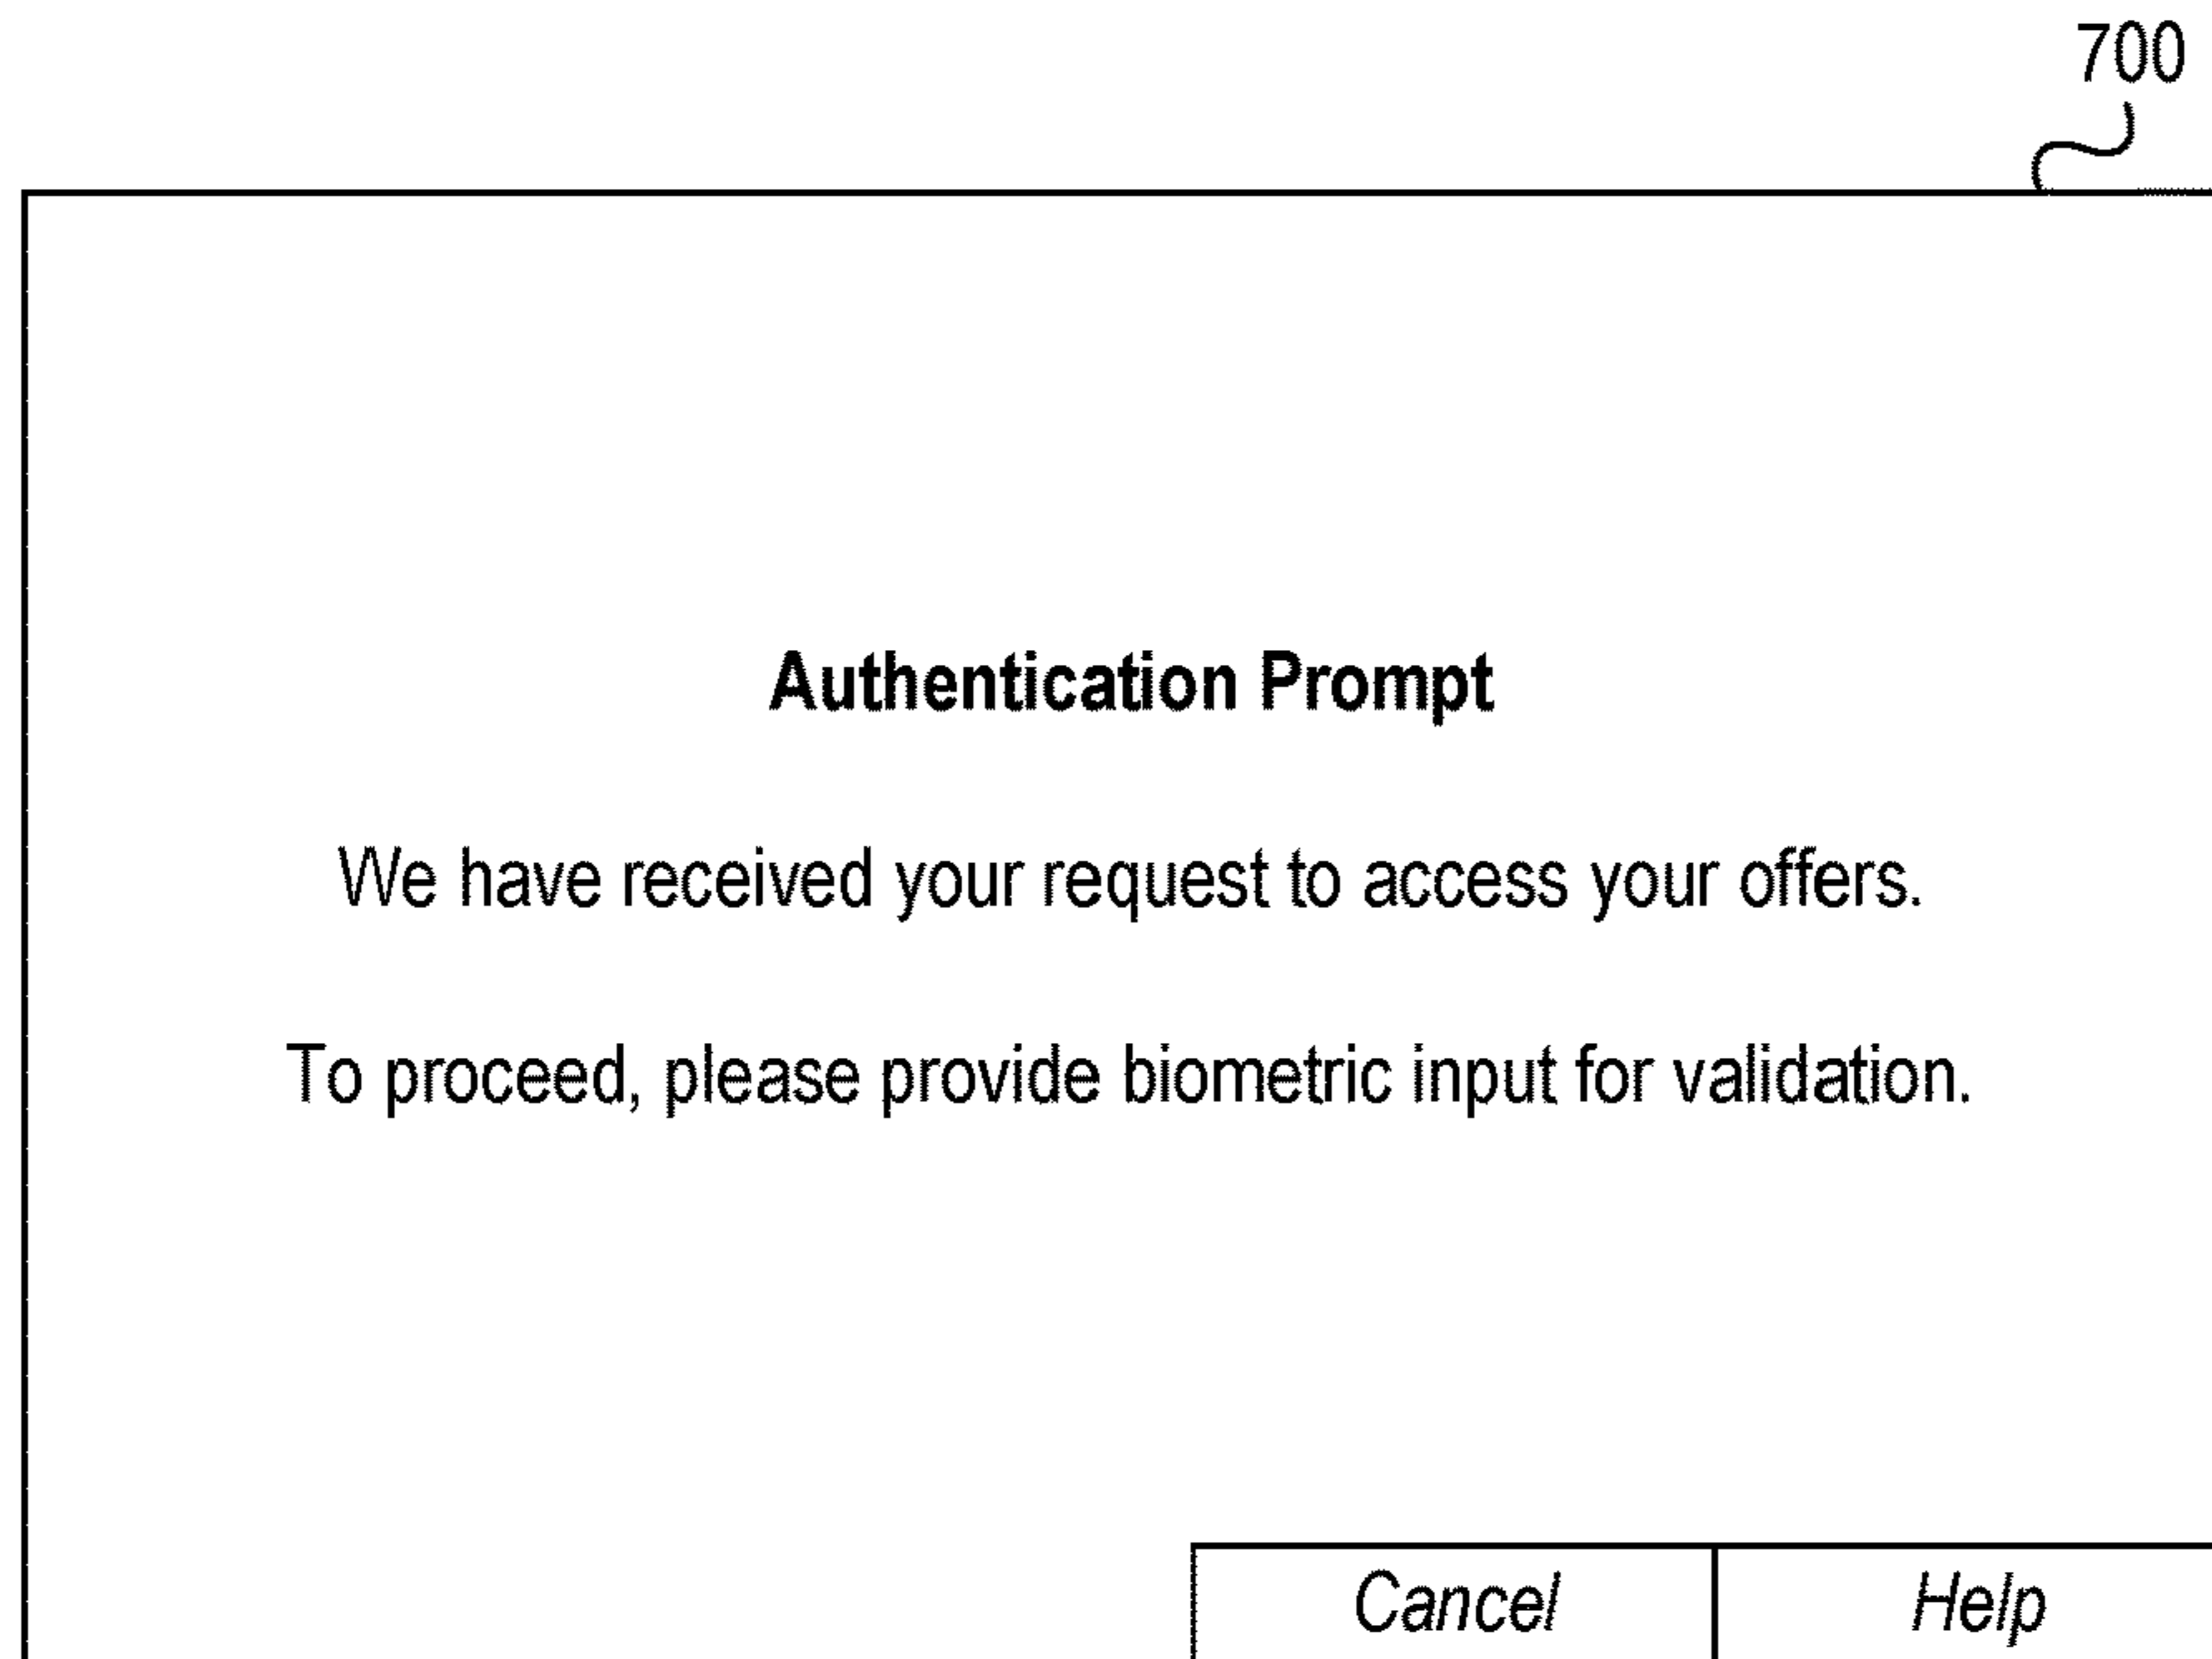 700
Authentication Prompt
We have received your request to access your offers.
To proceed, please provide biometric input for validation.
Cancel Help